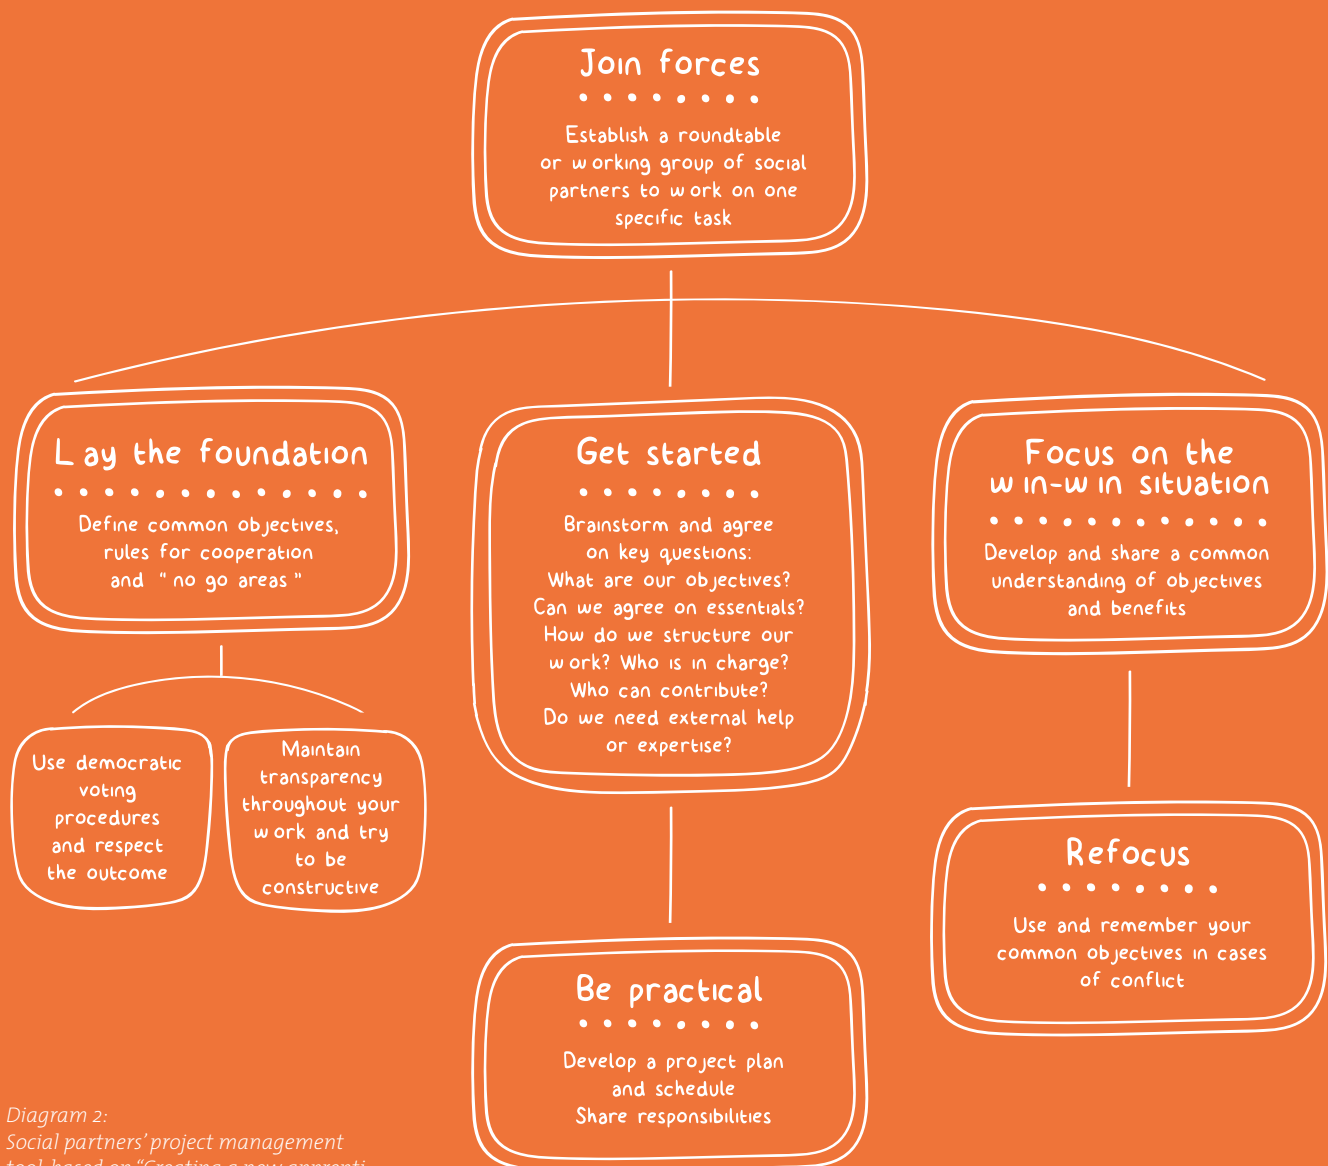 Join forces
Establish a roundtable
or working group of social
partners to work on one
specific task
Lay the foundation
Define common objectives,
rules for cooperation
and "no go areas"
Use democratic
voting
procedures
and respect
the outcome
Maintain
transparency
throughout your
work and try
to be
constructive
Get started
Brainstorm and agree
on key questions:
What are our objectives?
Can we agree on essentials?
How do we structure our
work? Who is in charge?
Who can contribute?
Do we need external help
or expertise?
Be practical
Develop a project plan
and schedule
Share responsibilities
Focus on the
win-win situation
Develop and share a common
understanding of objectives
and benefits
Refocus
Use and remember your
common objectives in cases
of conflict
Diagram 2:
Social partners' project management
tool based on "Creating a new apprenti